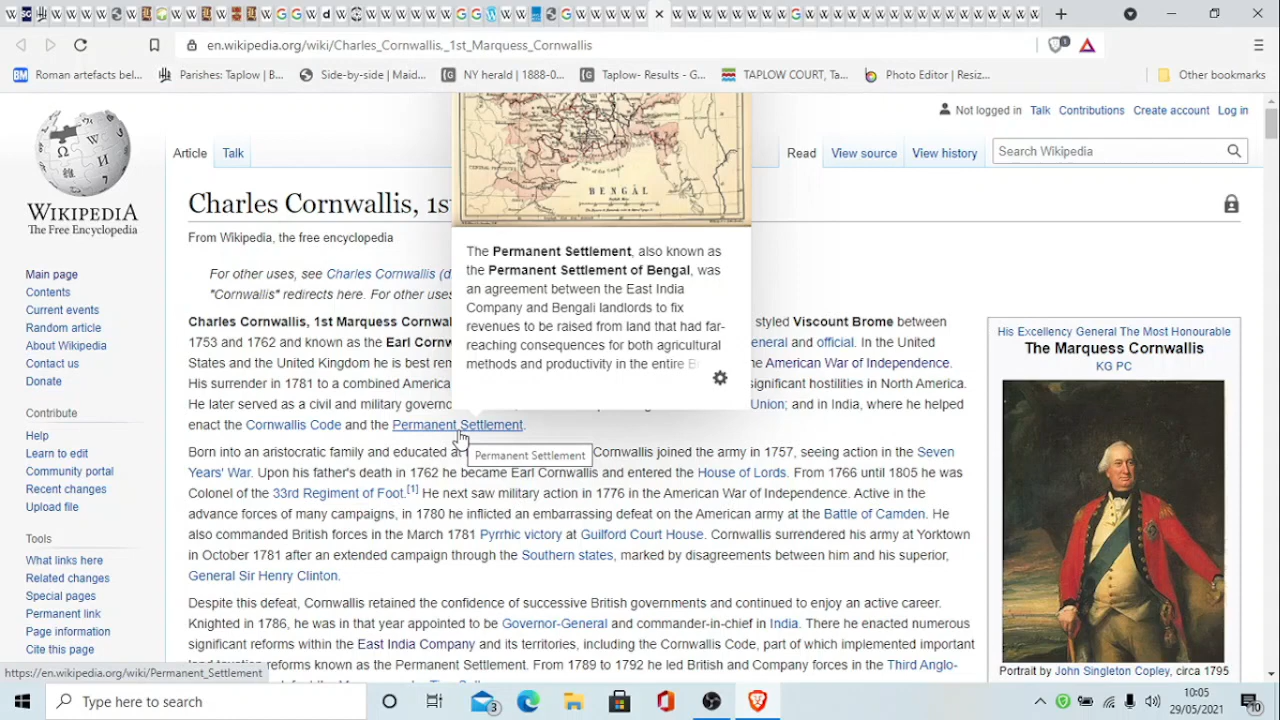 en.wikipedia.org/wiki/Charles_Cornwallis,_1st_Marquess_Cornwallis
1
BM
Roman artefacts bel...
Parishes: Taplow | B...
Side-by-side | Maid...
NY herald | 1888-0...
Taplow- Results - G...
TAPLOW COURT, Ta...
Photo Editor | Resiz...
Other bookmarks
WIKIPEDIA
The Free Encyclopedia
Not logged in Talk Contributions Create account Log in
Article Talk
Read View source View history
Search Wikipedia
Main page
Contents
Current events
Random article
About Wikipedia
Contact us
Donate
Contribute
Help
Learn to edit
Community portal
Recent changes
Upload file
Tools
What links here
Related changes
Special pages
Permanent link
Page information
Cite this page
Charles Cornwallis, 1s
From Wikipedia, the free encyclopedia
For other uses, see Charles Cornwallis (d
"Cornwallis" redirects here. For other uses
BENGAL
The Permanent Settlement, also known as
the Permanent Settlement of Bengal, was
an agreement between the East India
Company and Bengali landlords to fix
revenues to be raised from land that had far-
reaching consequences for both agricultural
methods and productivity in the entire
Charles Cornwallis, 1st Marquess Cornwal styled Viscount Brome between
1753 and 1762 and known as the Earl Cornw eneral and official. In the United
States and the United Kingdom he is best rem the American War of Independence.
His surrender in 1781 to a combined America significant hostilities in North America.
He later served as a civil and military governo Union; and in India, where he helped
enact the Cornwallis Code and the Permanent Settlement.
Permanent Settlement
Born into an aristocratic family and educated at Cornwallis joined the army in 1757, seeing action in the Seven
Years' War. Upon his father's death in 1762 he became Earl Cornwallis and entered the House of Lords. From 1766 until 1805 he was
Colonel of the 33rd Regiment of Foot.[1] He next saw military action in 1776 in the American War of Independence. Active in the
advance forces of many campaigns, in 1780 he inflicted an embarrassing defeat on the American army at the Battle of Camden. He
also commanded British forces in the March 1781 Pyrrhic victory at Guilford Court House. Cornwallis surrendered his army at Yorktown
in October 1781 after an extended campaign through the Southern states, marked by disagreements between him and his superior,
General Sir Henry Clinton.
Despite this defeat, Cornwallis retained the confidence of successive British governments and continued to enjoy an active career.
Knighted in 1786, he was in that year appointed to be Governor-General and commander-in-chief in India. There he enacted numerous
significant reforms within the East India Company and its territories, including the Cornwallis Code, part of which implemented important
reforms known as the Permanent Settlement. From 1789 to 1792 he led British and Company forces in the Third Anglo-
His Excellency General The Most Honourable
The Marquess Cornwallis
KG PC
Portrait by John Singleton Copley, circa 1795
https://en.wikipedia.org/wiki/Permanent_Settlement
Type here to search
3
10:05
29/05/2021
10